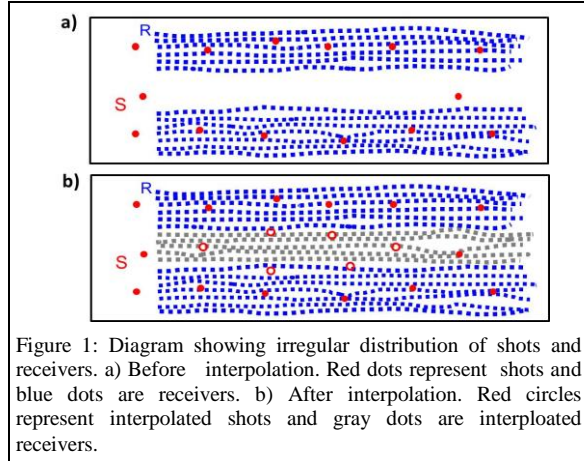 a)
R
S
b)
R
S
Figure 1: Diagram showing irregular distribution of shots and
receivers. a) Before interpolation. Red dots represent shots and
blue dots are receivers. b) After interpolation. Red circles
represent interpolated shots and gray dots are interploated
receivers.